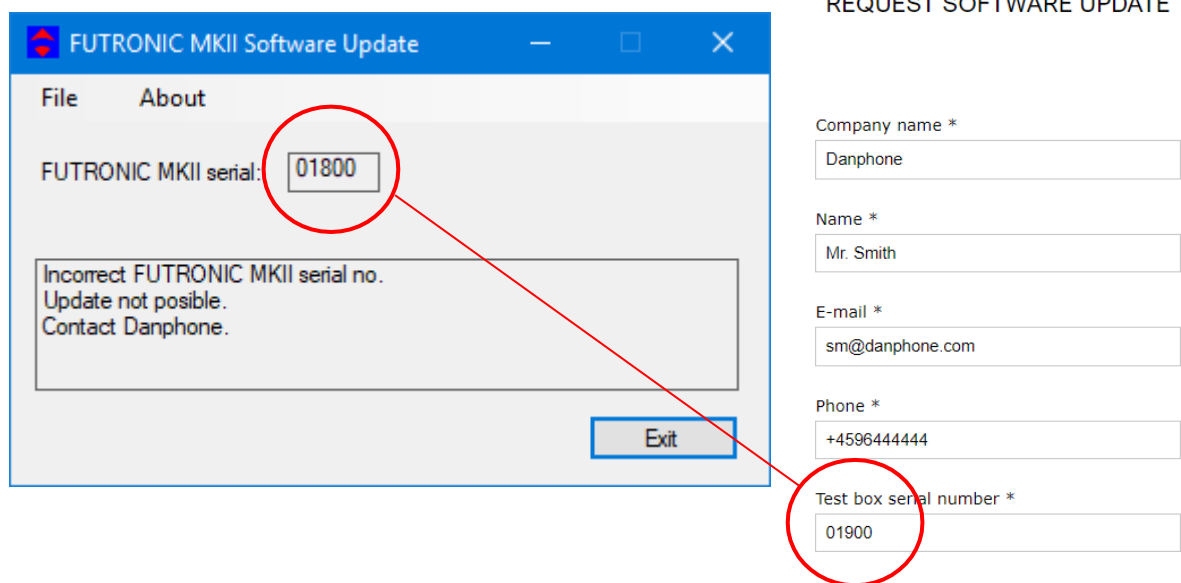 FUTRONIC MKII Software Update
File About
FUTRONIC MKII serial: 01800
Incorrect FUTRONIC MKII serial no.
Update not posible.
Contact Danphone.
Exit
REQUEST SOFTWARE UPDATE
Company name *
Danphone
Name *
Mr. Smith
E-mail *
sm@danphone.com
Phone *
+4596444444
Test box serial number *
01900